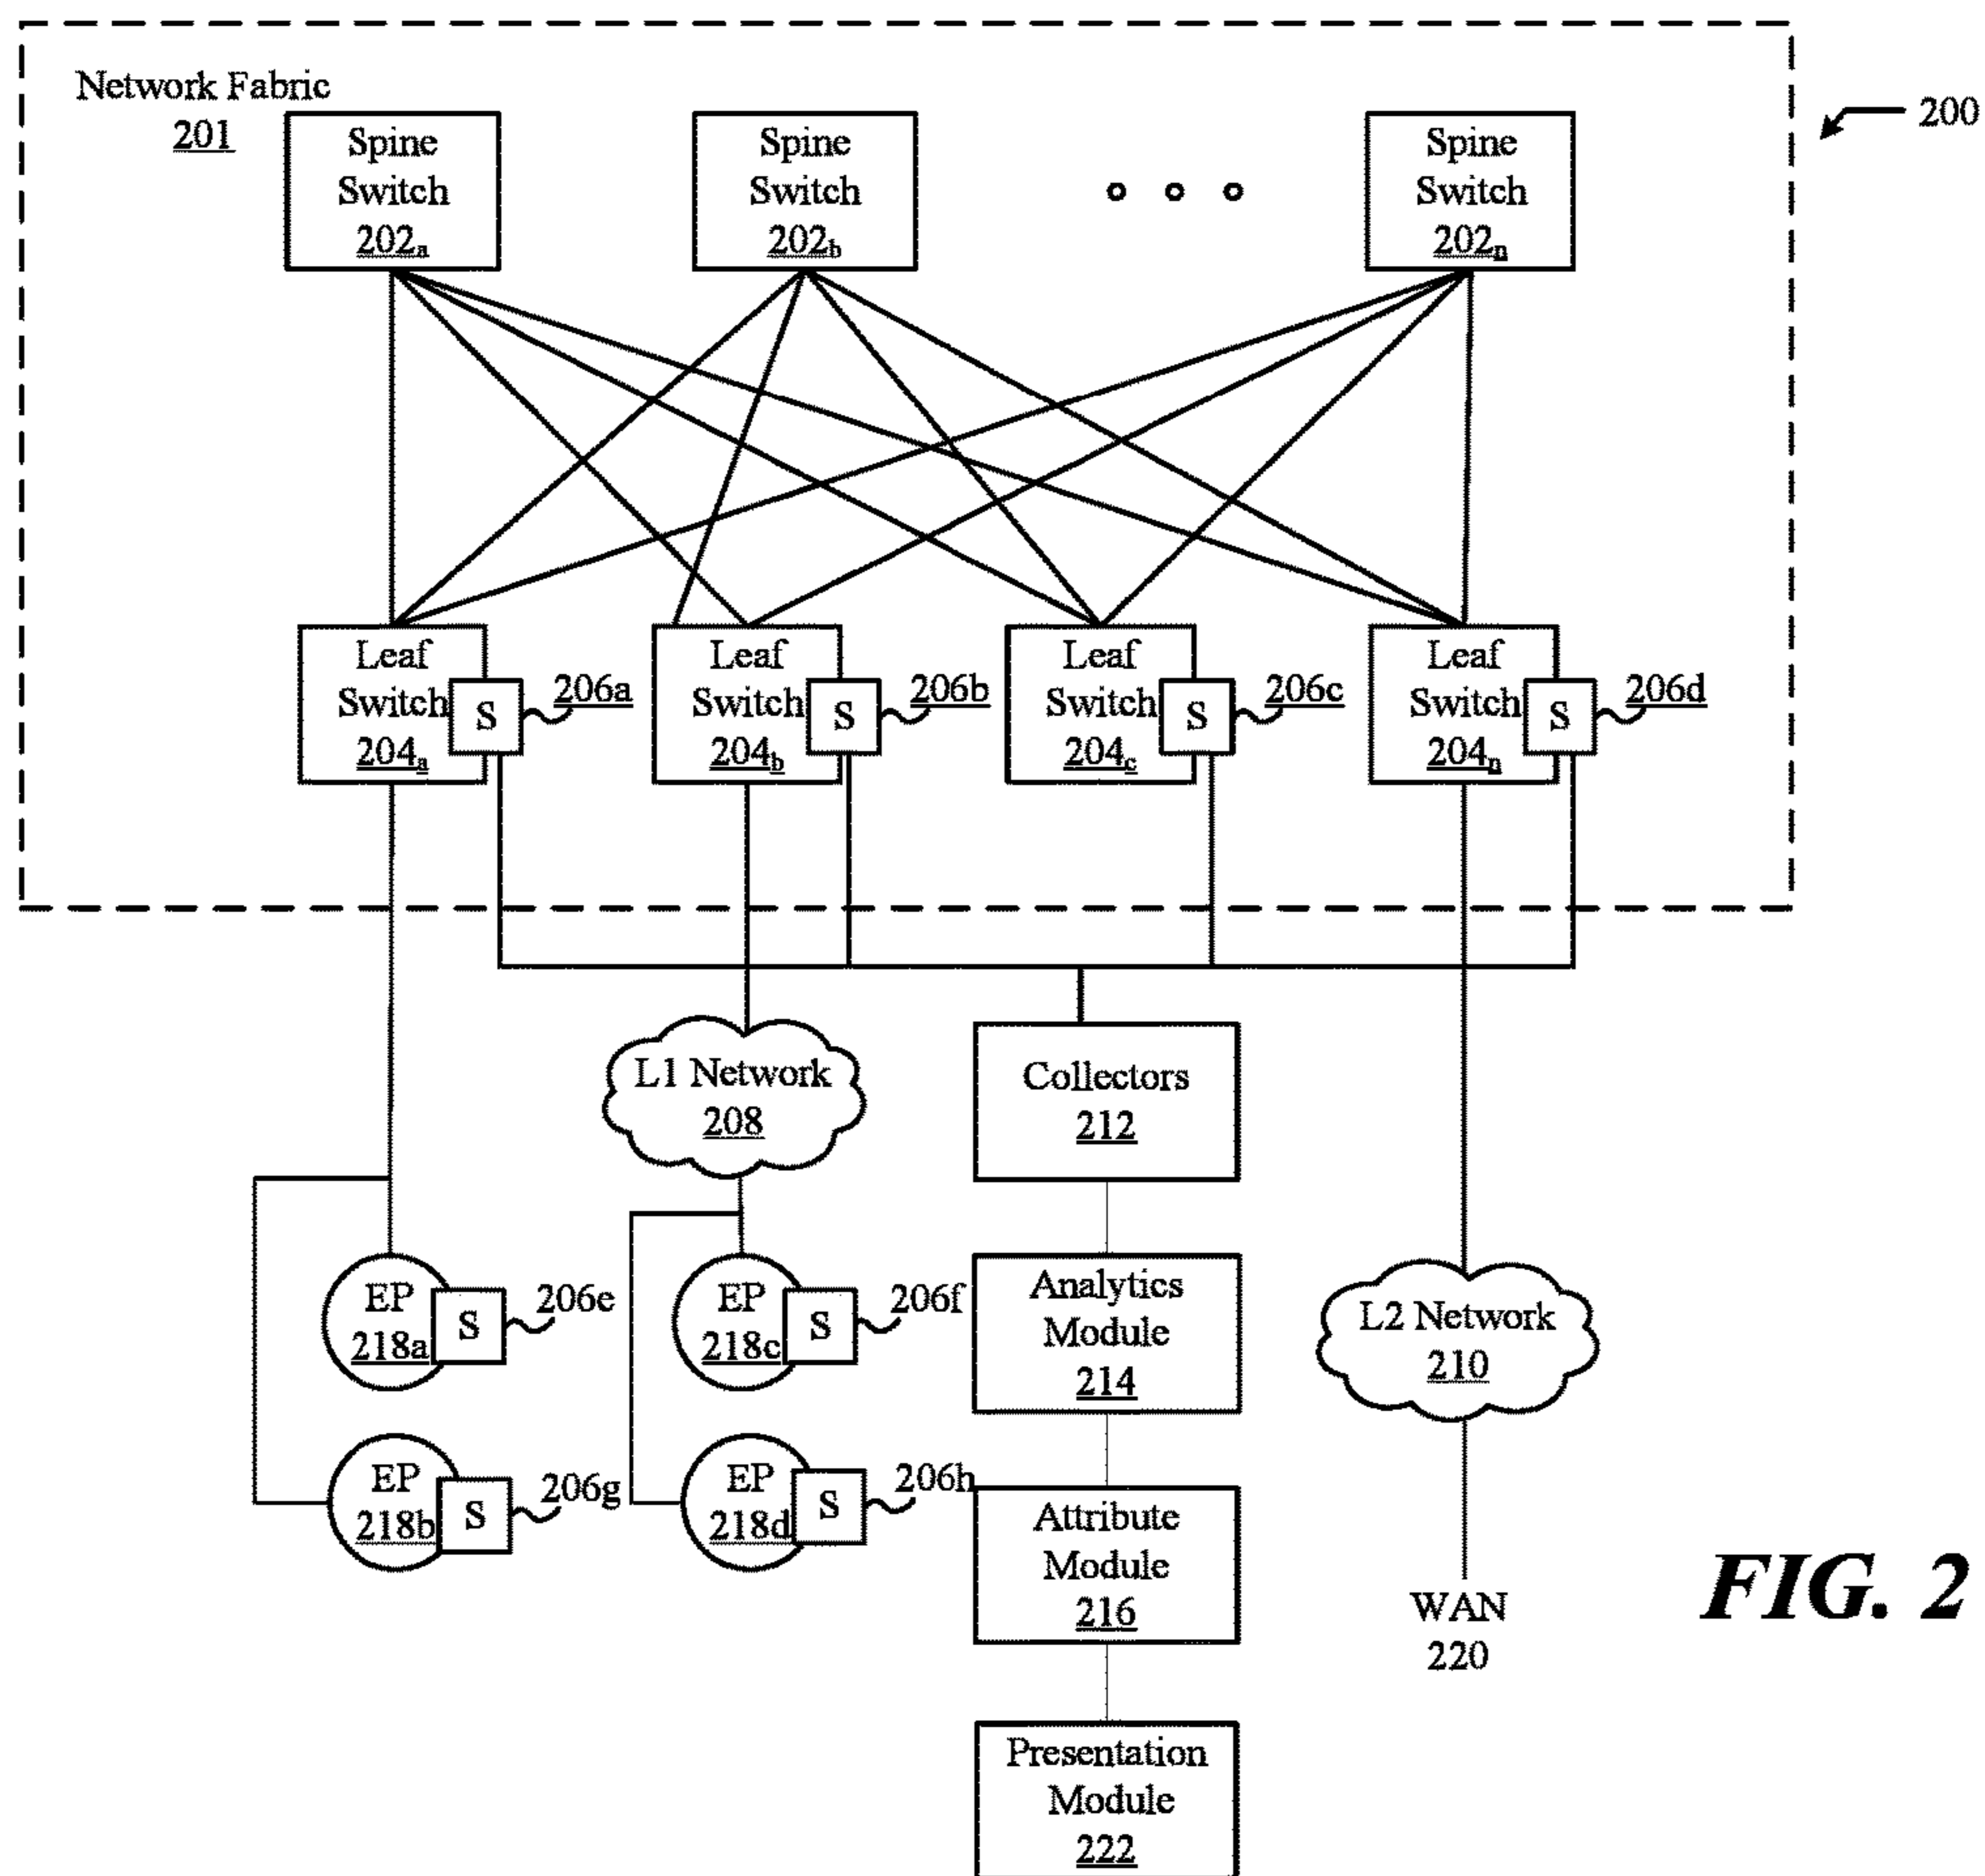 Network Fabric
201
200
Spine
Switch
202a
Spine
Switch
202b
Spine
Switch
202n
Leaf
Switch
204a
S
206a
Leaf
Switch
204b
S
206b
Leaf
Switch
204c
S
206c
Leaf
Switch
204n
S
206d
L1 Network
208
Collectors
212
EP
218a
S
206e
EP
218c
S
206f
Analytics
Module
214
L2 Network
210
EP
218b
S
206g
EP
218d
S
206h
Attribute
Module
216
WAN
220
FIG. 2
Presentation
Module
222